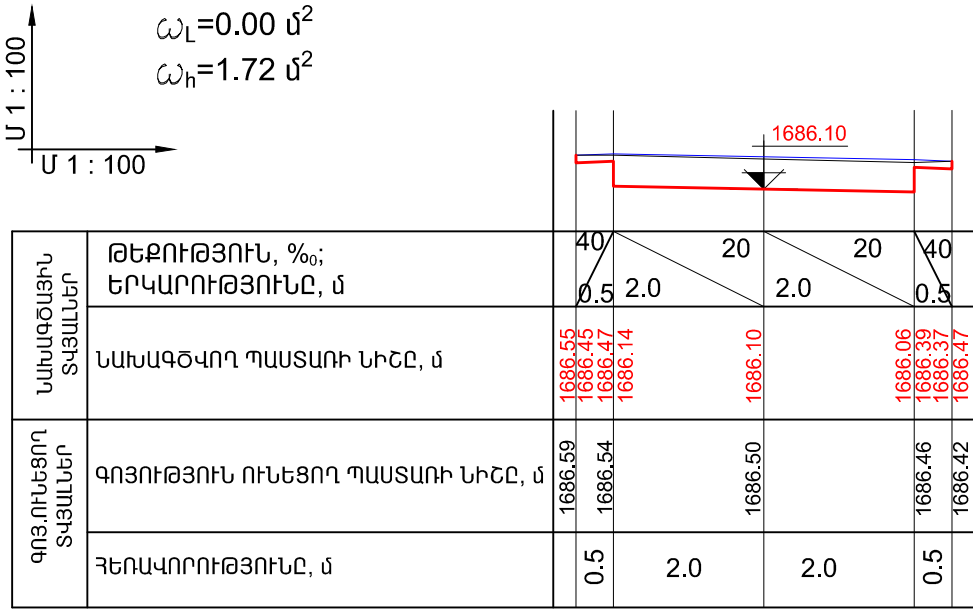 Մ 1 : 100
Մ 1 : 100
ωL=0.00 մ²
ωh=1.72 մ²
1686.10
ՆԱԽԱԳԾԱՅԻՆ
ՏՎՅԱԼՆԵՐ
ԹԵՔՈՒԹՅՈՒՆ, %₀;
ԵՐԿԱՐՈՒԹՅՈՒՆԸ, մ
40 20 20 40
0.5 2.0 2.0 0.5
ՆԱԽԱԳԾՎՈՂ ՊԱՍՏԱՌԻ ՆԻՇԸ, մ
1686.55
1686.45
1686.47
1686.14
1686.10
1686.06
1686.39
1686.37
1686.47
ԳՈՅ.ՈՒՆԵՑՈՂ
ՏՎՅԱԼՆԵՐ
ԳՈՅՈՒԹՅՈՒՆ ՈՒՆԵՑՈՂ ՊԱՍՏԱՌԻ ՆԻՇԸ, մ
1686.59
1686.54
1686.50
1686.46
1686.42
ՀԵՌԱՎՈՐՈՒԹՅՈՒՆԸ, մ
0.5 2.0 2.0 0.5